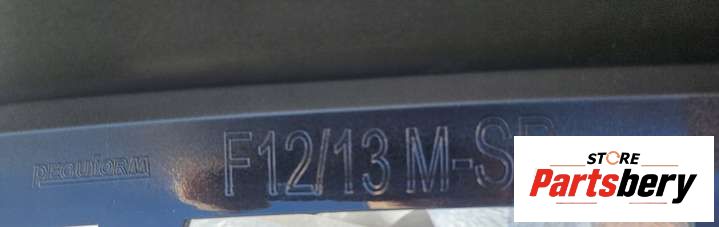 peguform F12/13 M-S
STORE
Partsbery